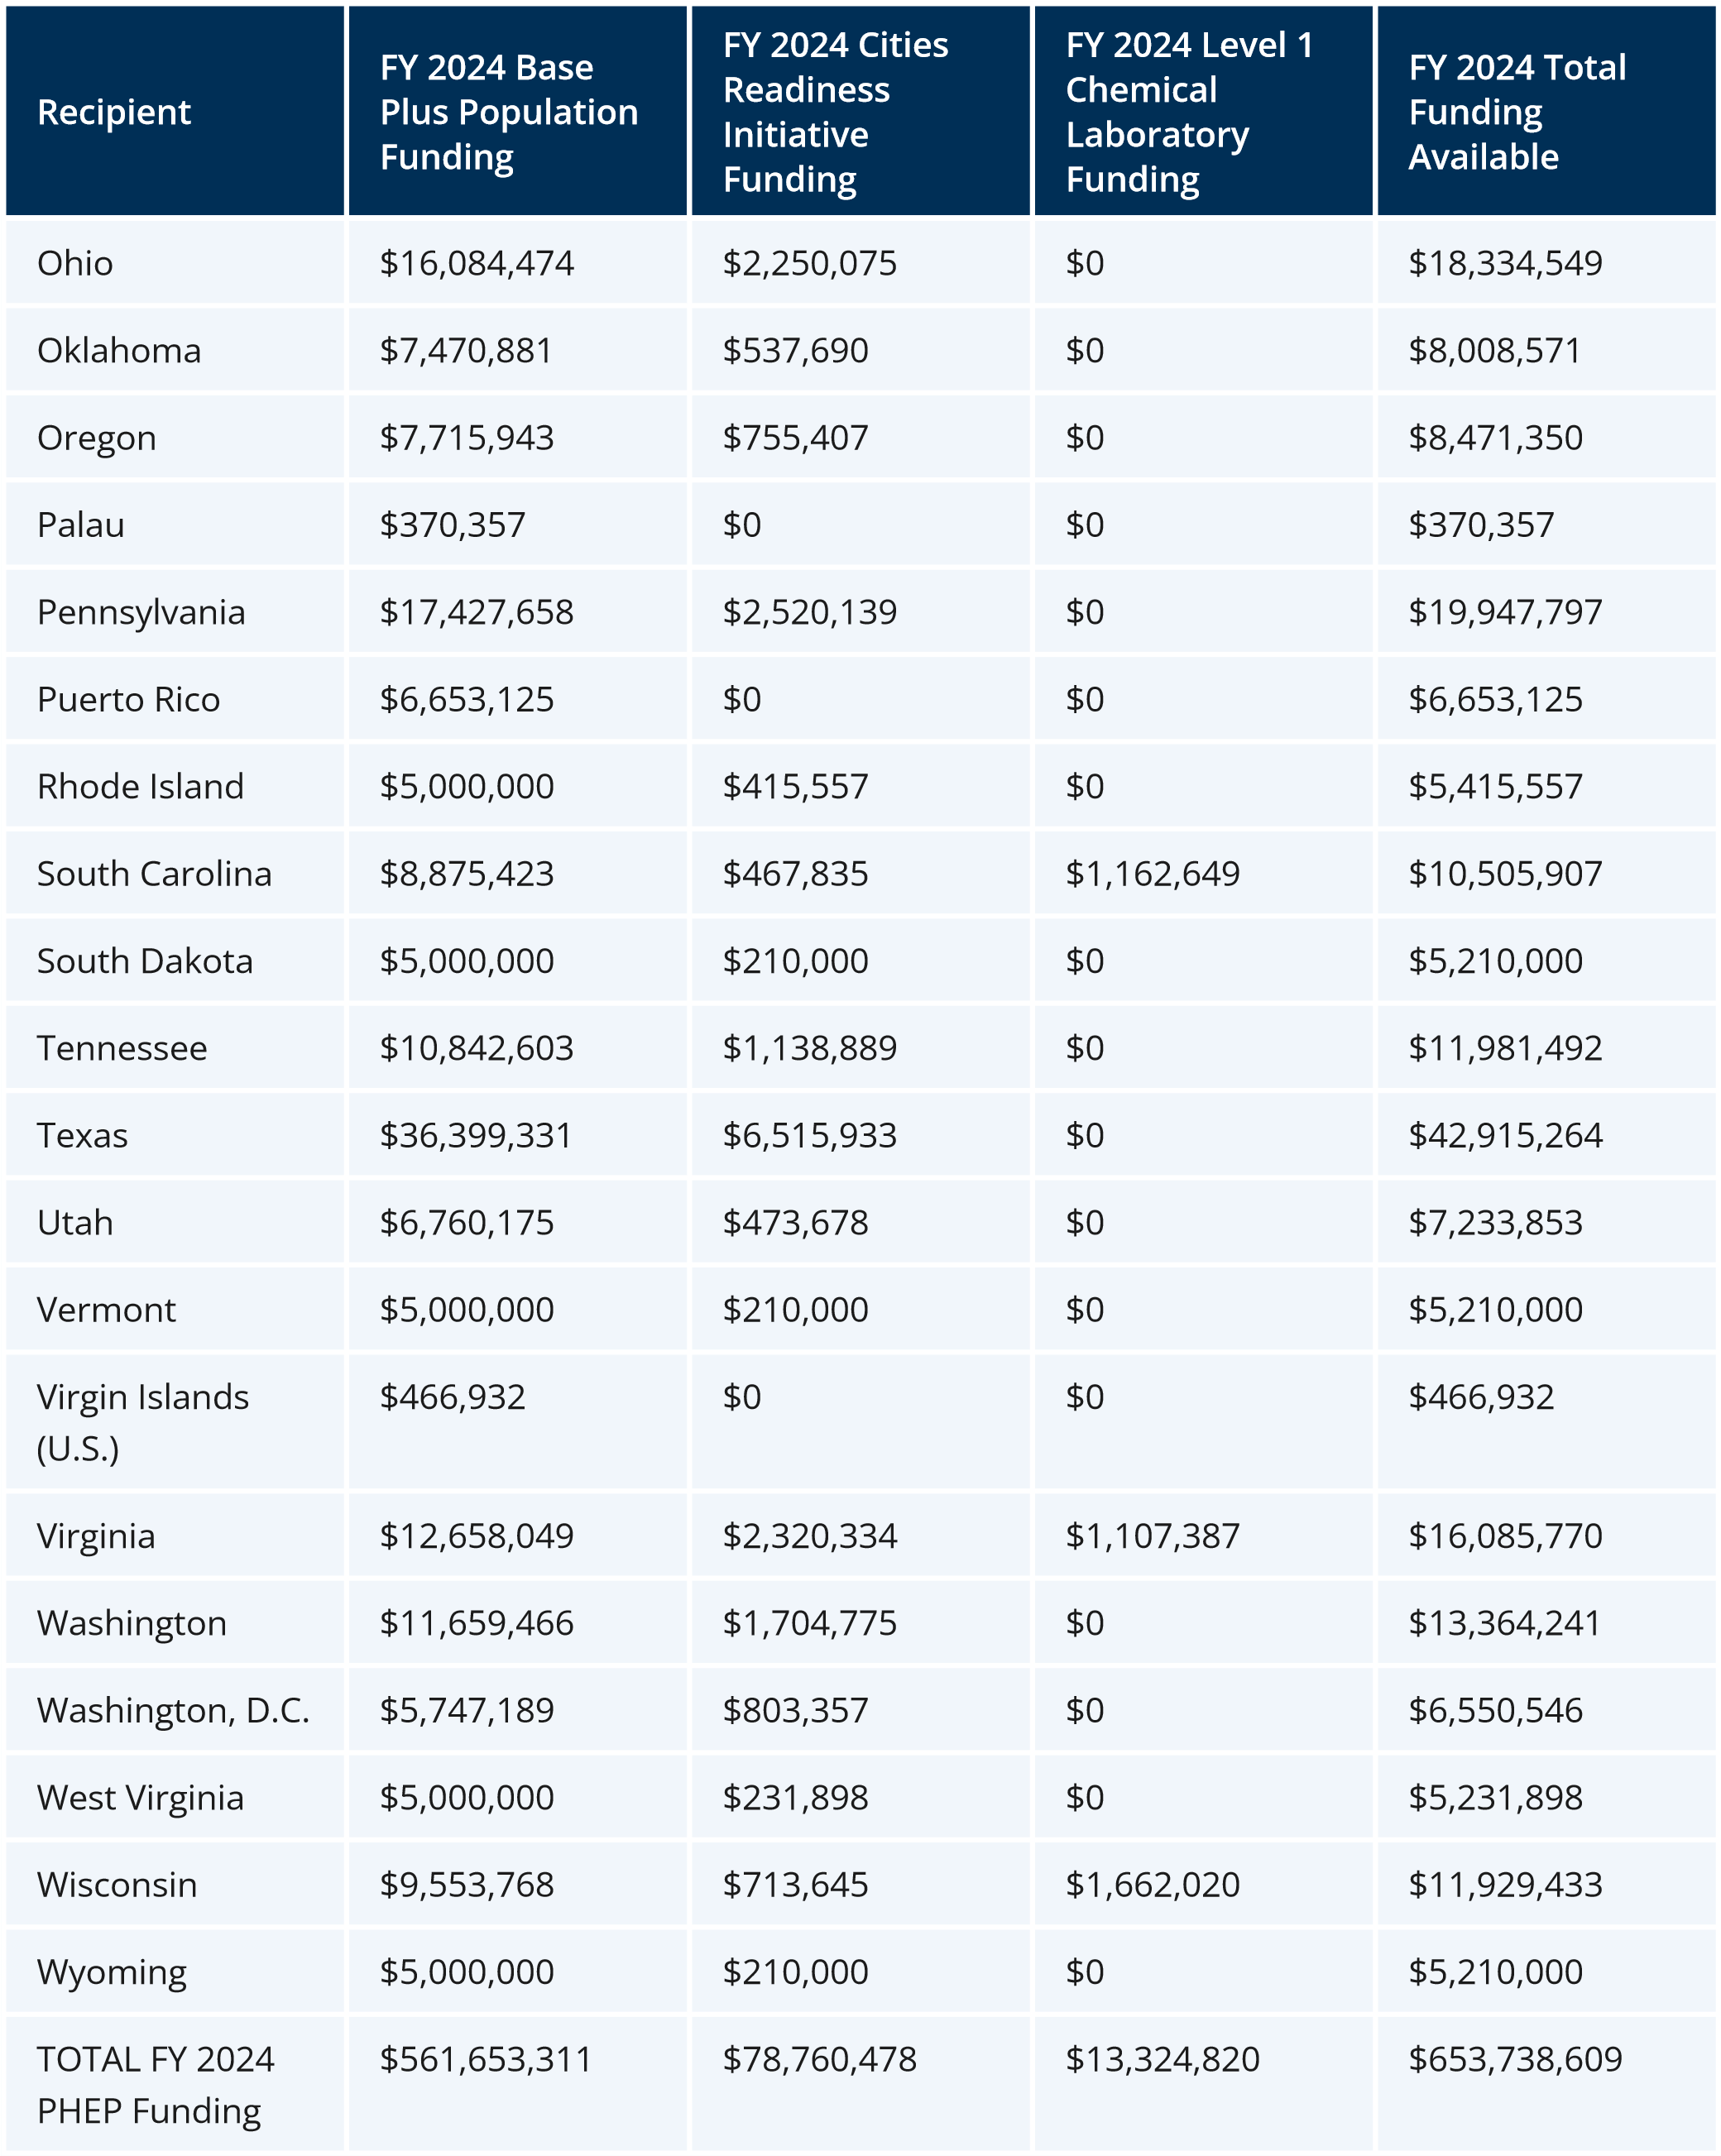 Recipient
FY 2024 Base
Plus Population
Funding
FY 2024 Cities
Readiness
Initiative
Funding
FY 2024 Level 1
Chemical
Laboratory
Funding
FY 2024 Total
Funding
Available
Ohio $16,084,474 $2,250,075 $0 $18,334,549
Oklahoma $7,470,881 $537,690 $0 $8,008,571
Oregon $7,715,943 $755,407 $0 $8,471,350
Palau $370,357 $0 $0 $370,357
Pennsylvania $17,427,658 $2,520,139 $0 $19,947,797
Puerto Rico $6,653,125 $0 $0 $6,653,125
Rhode Island $5,000,000 $415,557 $0 $5,415,557
South Carolina $8,875,423 $467,835 $1,162,649 $10,505,907
South Dakota $5,000,000 $210,000 $0 $5,210,000
Tennessee $10,842,603 $1,138,889 $0 $11,981,492
Texas $36,399,331 $6,515,933 $0 $42,915,264
Utah $6,760,175 $473,678 $0 $7,233,853
Vermont $5,000,000 $210,000 $0 $5,210,000
Virgin Islands $466,932 $0 $0 $466,932
(U.S.)
Virginia $12,658,049 $2,320,334 $1,107,387 $16,085,770
Washington $11,659,466 $1,704,775 $0 $13,364,241
Washington, D.C. $5,747,189 $803,357 $0 $6,550,546
West Virginia $5,000,000 $231,898 $0 $5,231,898
Wisconsin $9,553,768 $713,645 $1,662,020 $11,929,433
Wyoming $5,000,000 $210,000 $0 $5,210,000
TOTAL FY 2024 $561,653,311 $78,760,478 $13,324,820 $653,738,609
PHEP Funding